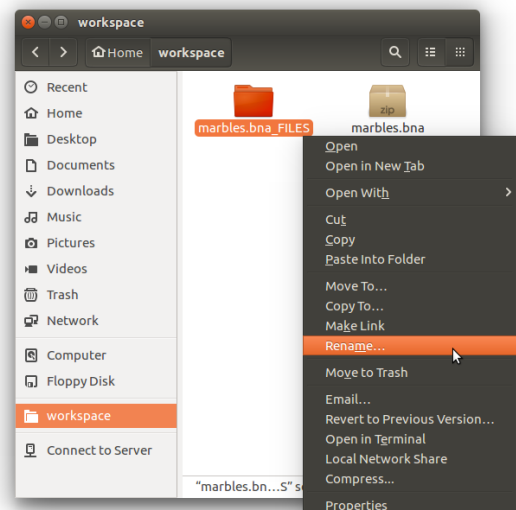 workspace
Home workspace
Recent
Home
Desktop
Documents
Downloads
Music
Pictures
Videos
Trash
Network
Computer
Floppy Disk
workspace
Connect to Server
zip
marbles.bna_FILES marbles.bna
Open
Open in New Tab
Open With
Cut
Copy
Paste Into Folder
Move To...
Copy To...
Make Link
Rename...
Move to Trash
Email...
Revert to Previous Version...
Open in Terminal
Local Network Share
Compress...
Properties
"marbles.bn...S" s